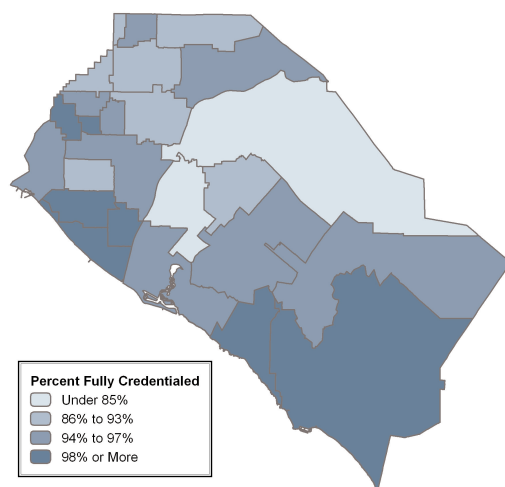 Percent Fully Credentialed
Under 85%
86% to 93%
94% to 97%
98% or More